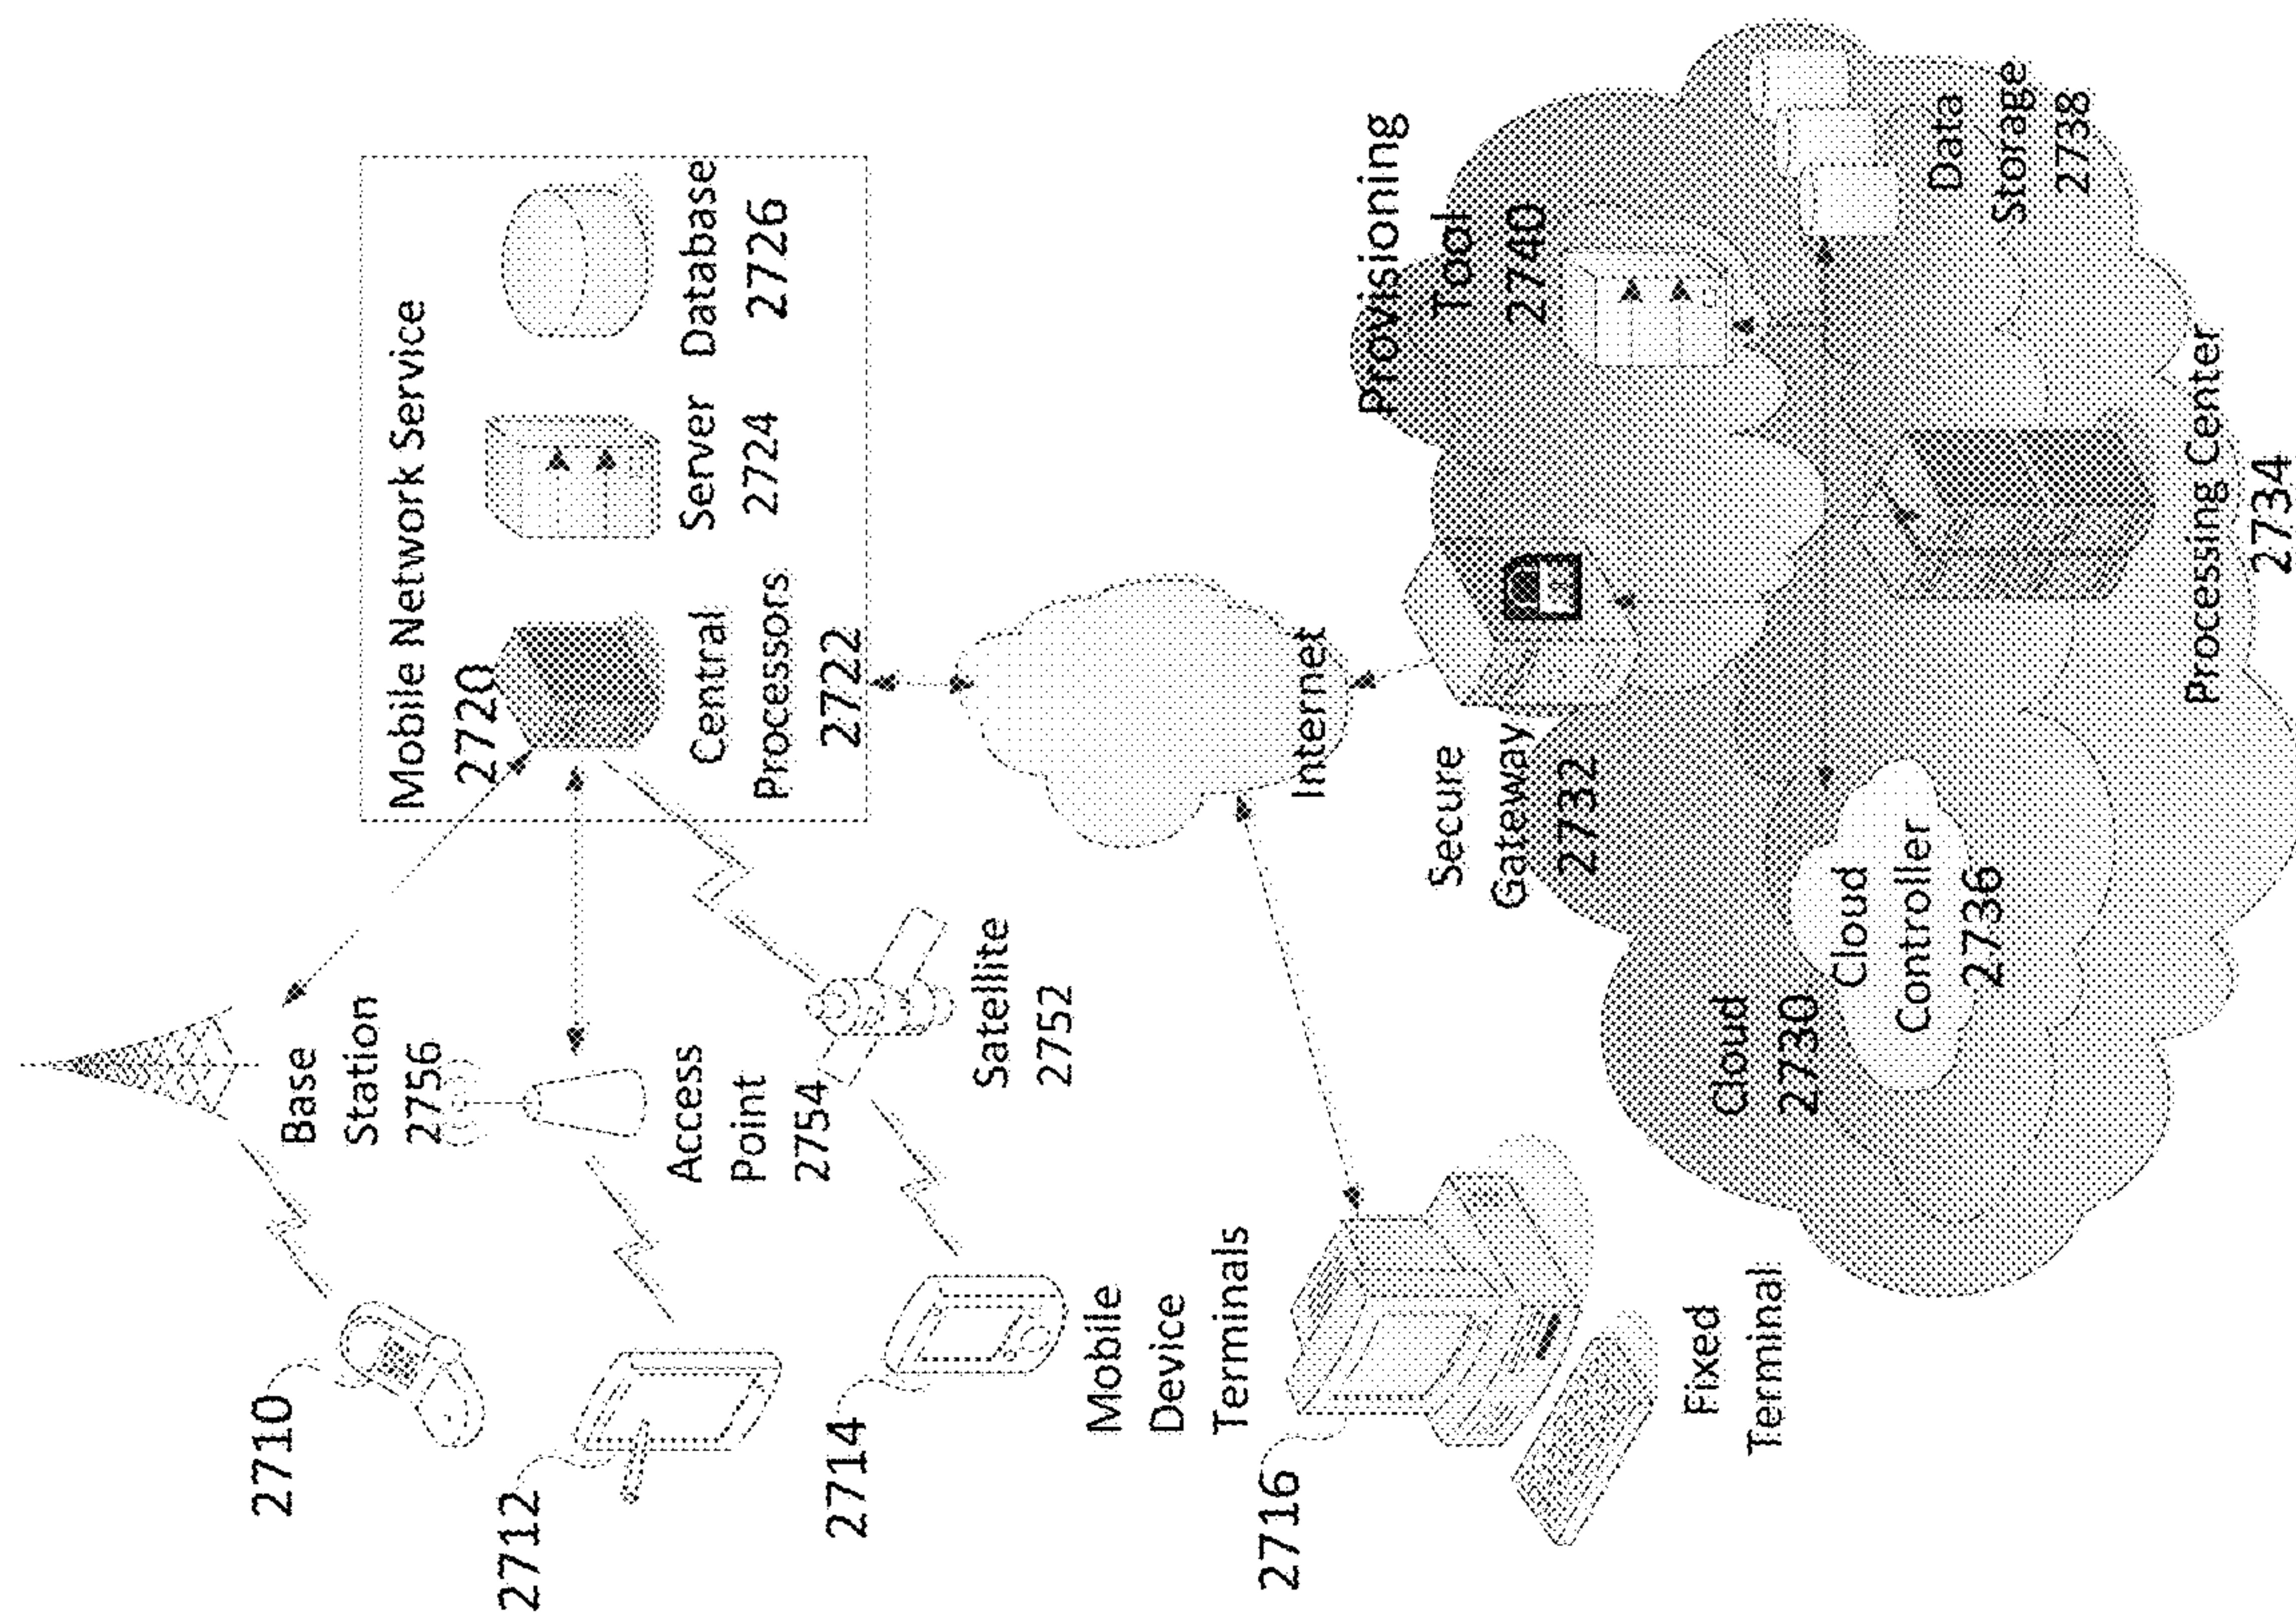 2710
2712
2714
Mobile
Device
Terminals
2716
Fixed
Terminal
Base
Station
2756
Access
Point
2754
Satellite
2752
Mobile Network Service
2720
Central
Processors
2722
Server
2724
Database
2726
Internet
Secure
Gateway
2732
Provisioning
Tool
2740
Cloud
2730
Cloud
Controller
2736
Data
Storage
2738
Processing Center
2734